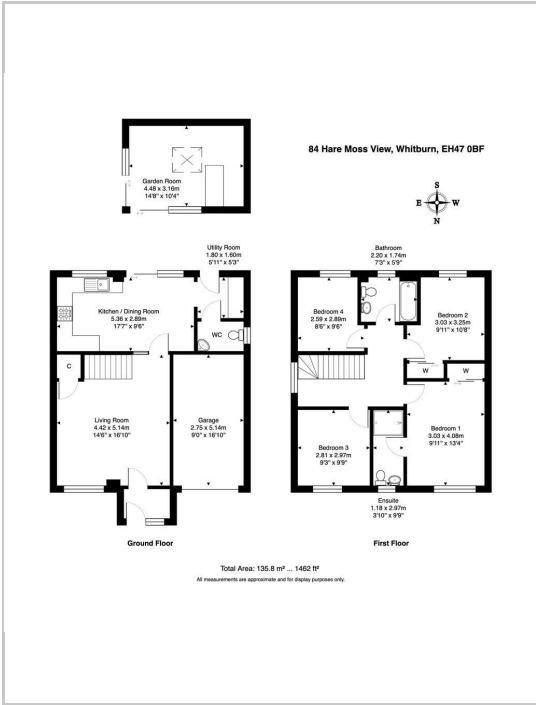 84 Hare Moss View, Whitburn, EH47 0BF
S
E W
N
Garden Room
4.48 x 3.16m
14'8" x 10'4"
Utility Room
1.80 x 1.60m
5'11" x 5'3"
Kitchen / Dining Room
5.36 x 2.89m
17'7" x 9'6"
WC
C
Living Room
4.42 x 5.14m
14'6" x 16'10"
Garage
2.75 x 5.14m
9'0" x 16'10"
Ground Floor
Bathroom
2.20 x 1.74m
7'3" x 5'9"
Bedroom 4
2.59 x 2.89m
8'6" x 9'6"
Bedroom 2
3.03 x 3.25m
9'11" x 10'8"
W
W
Bedroom 3
2.81 x 2.97m
9'3" x 9'9"
Bedroom 1
3.03 x 4.08m
9'11" x 13'4"
Ensuite
1.18 x 2.97m
3'10" x 9'9"
First Floor
Total Area: 135.8 m² ... 1462 ft²
All measurements are approximate and for display purposes only.